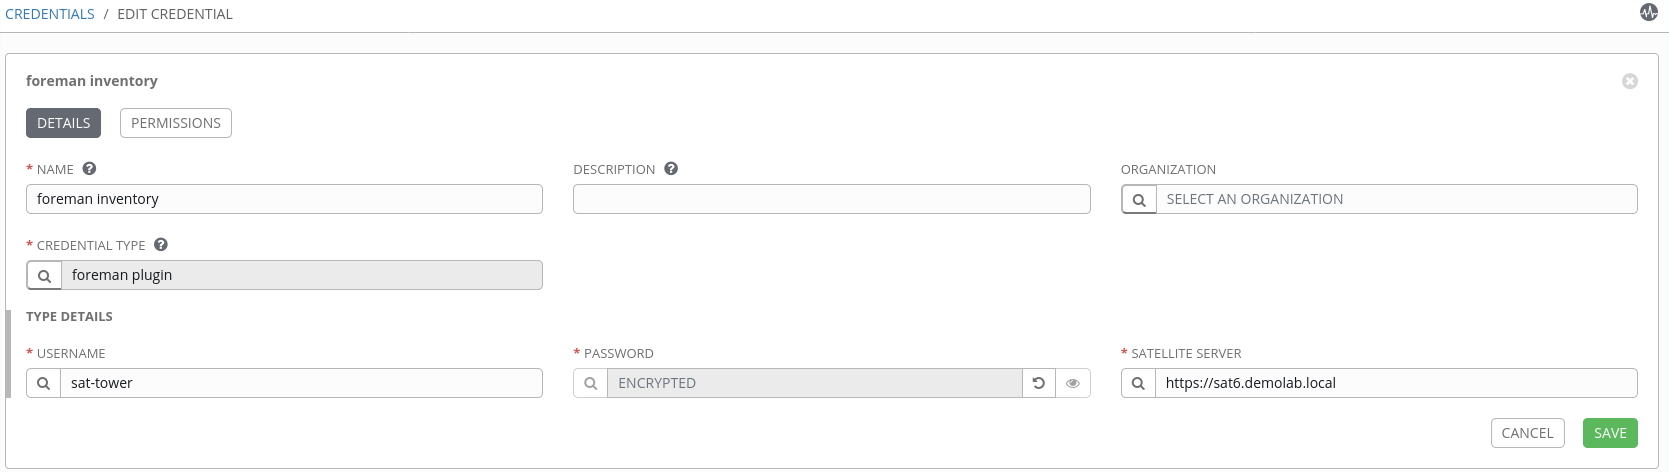 CREDENTIALS / EDIT CREDENTIAL
foreman inventory
DETAILS PERMISSIONS
* NAME ? DESCRIPTION ? ORGANIZATION
foreman inventory SELECT AN ORGANIZATION
* CREDENTIAL TYPE ?
foreman plugin
TYPE DETAILS
* USERNAME * PASSWORD * SATELLITE SERVER
sat-tower ENCRYPTED https://sat6.demolab.local
CANCEL SAVE